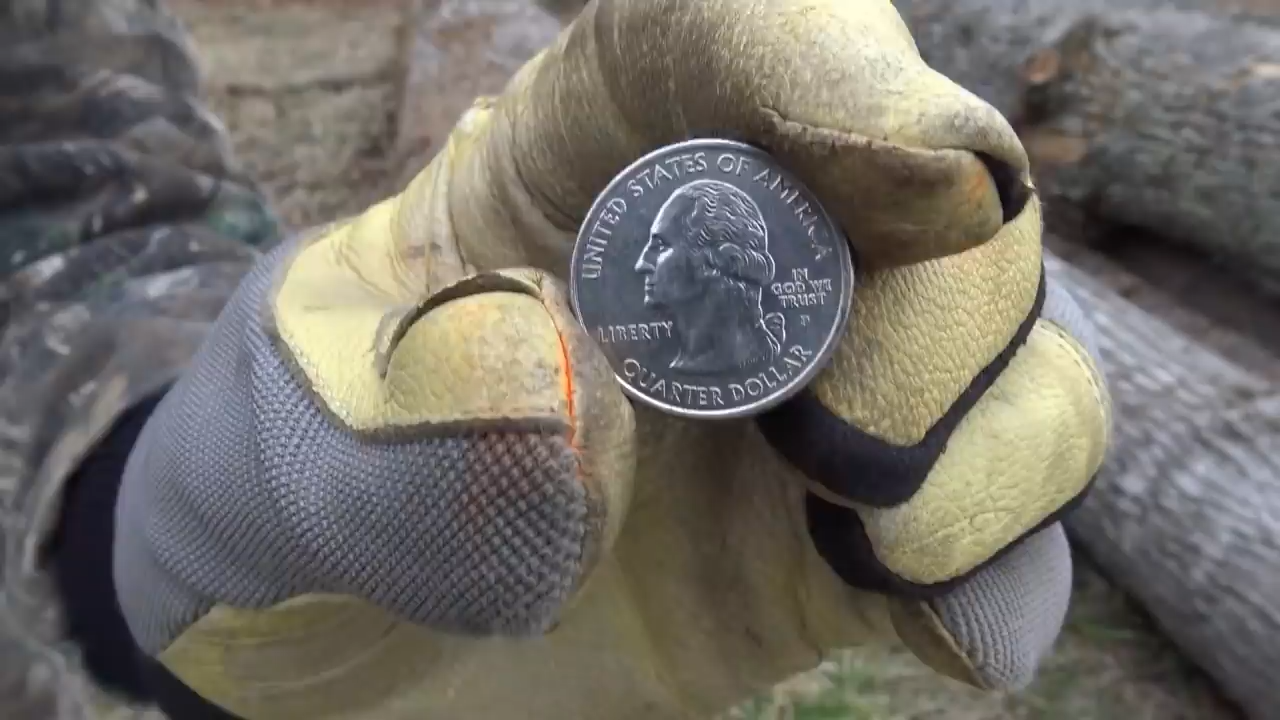 UNITED STATES OF AMERICA
IN
GOD WE
TRUST
P
LIBERTY
QUARTER DOLLAR